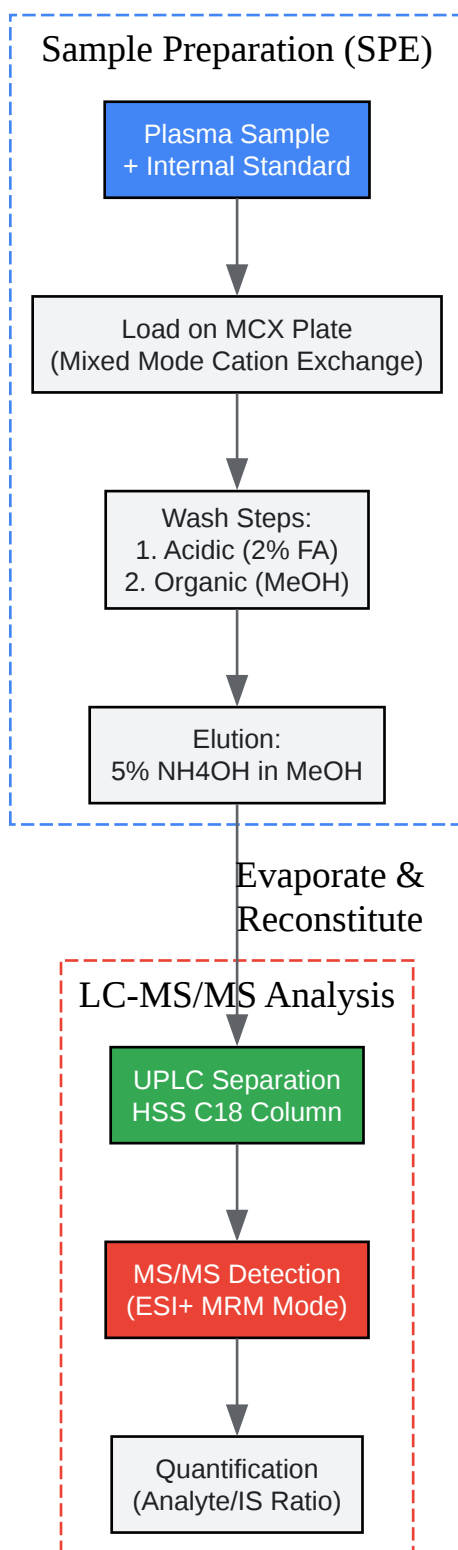 Sample Preparation (SPE)
Plasma Sample
+ Internal Standard
Load on MCX Plate
(Mixed Mode Cation Exchange)
Wash Steps:
1. Acidic (2% FA)
2. Organic (MeOH)
Elution:
5% NH4OH in MeOH
Evaporate &
Reconstitute
LC-MS/MS Analysis
UPLC Separation
HSS C18 Column
MS/MS Detection
(ESI+ MRM Mode)
Quantification
(Analyte/IS Ratio)